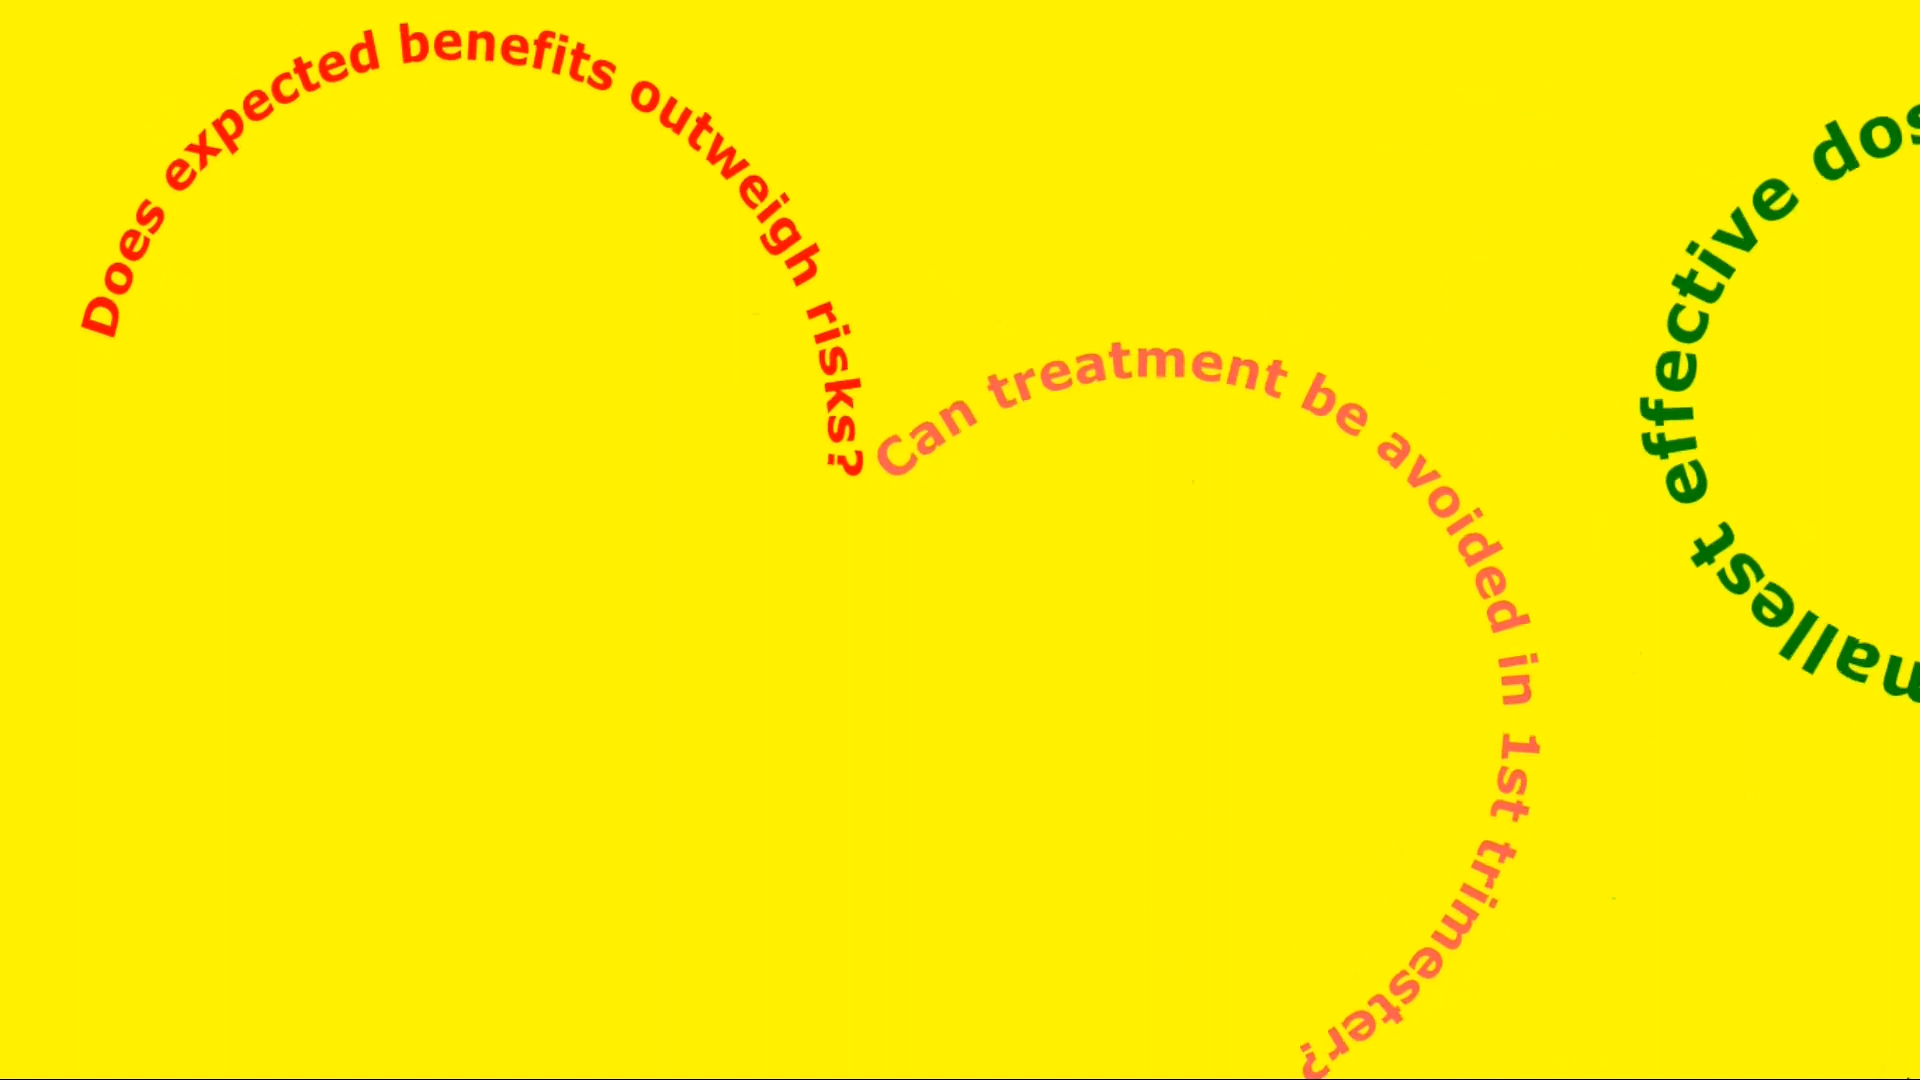 Does expected benefits outweigh risks?
Can treatment be avoided in 1st trimester?
effective